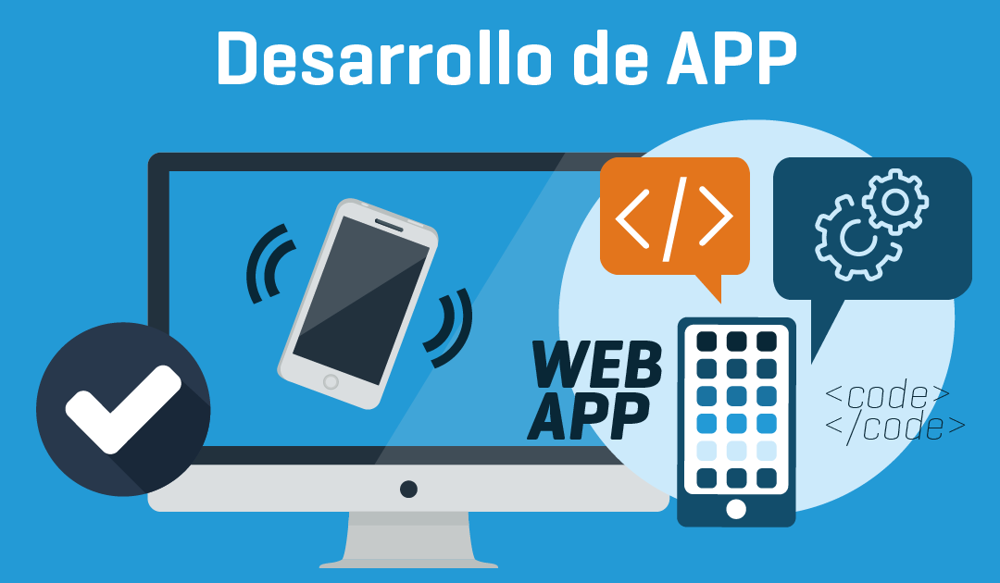 Desarrollo de APP
</>
WEB
APP
<code>
</code>